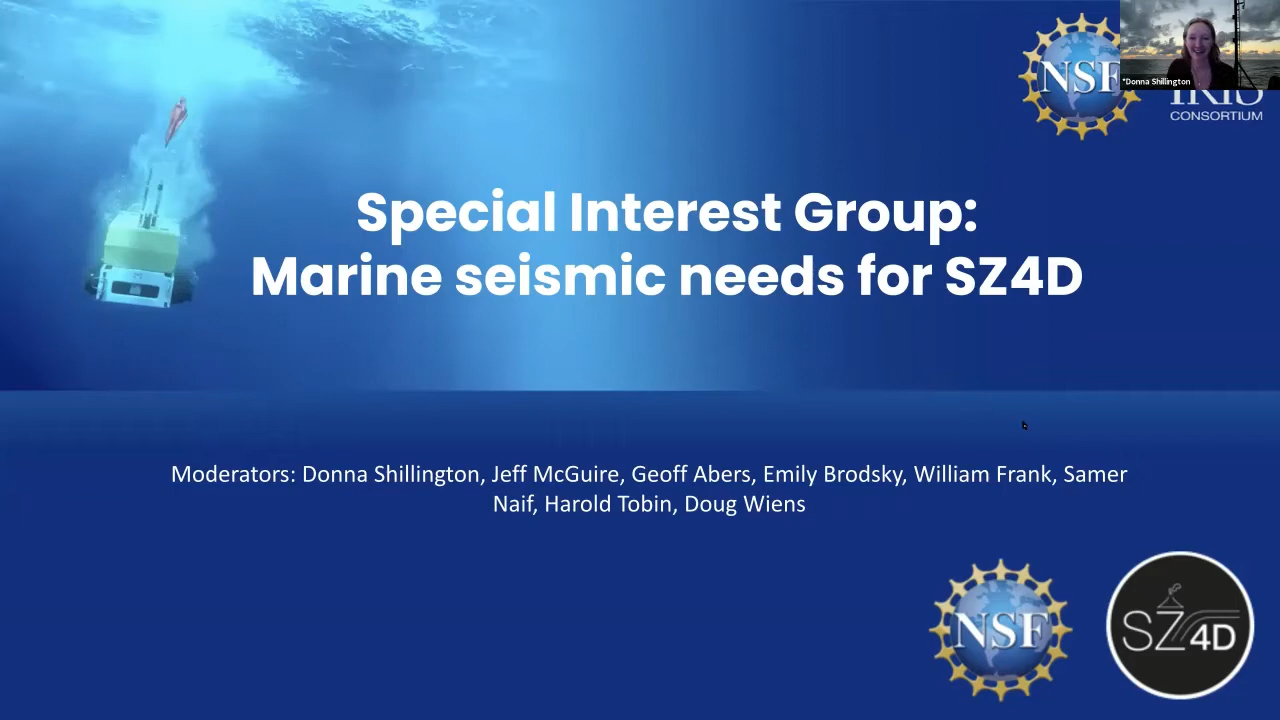 NSF
*Donna Shillington
IRIS
CONSORTIUM
Special Interest Group:
Marine seismic needs for SZ4D
Moderators: Donna Shillington, Jeff McGuire, Geoff Abers, Emily Brodsky, William Frank, Samer
Naif, Harold Tobin, Doug Wiens
NSF
SZ4D